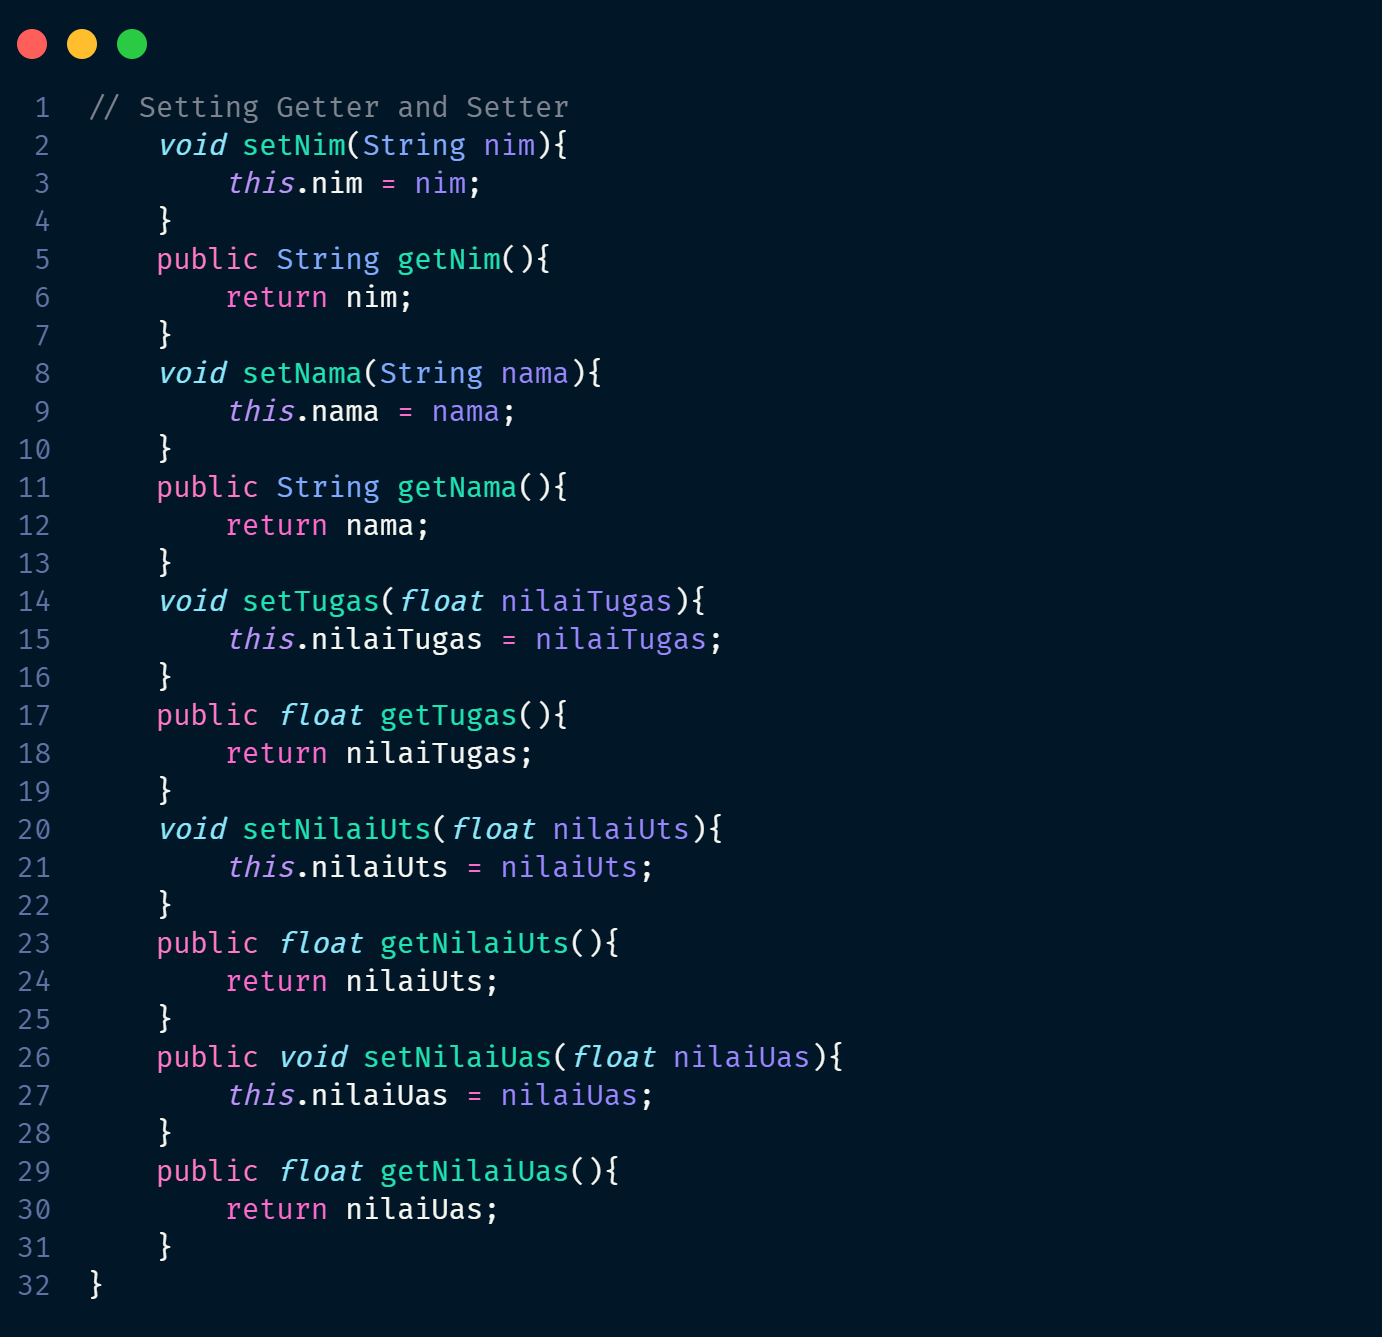 1 // Setting Getter and Setter
2     void setNim(String nim){
3         this.nim = nim;
4     }
5     public String getNim(){
6         return nim;
7     }
8     void setNama(String nama){
9         this.nama = nama;
10     }
11     public String getNama(){
12         return nama;
13     }
14     void setTugas(float nilaiTugas){
15         this.nilaiTugas = nilaiTugas;
16     }
17     public float getTugas(){
18         return nilaiTugas;
19     }
20     void setNilaiUts(float nilaiUts){
21         this.nilaiUts = nilaiUts;
22     }
23     public float getNilaiUts(){
24         return nilaiUts;
25     }
26     public void setNilaiUas(float nilaiUas){
27         this.nilaiUas = nilaiUas;
28     }
29     public float getNilaiUas(){
30         return nilaiUas;
31     }
32 }